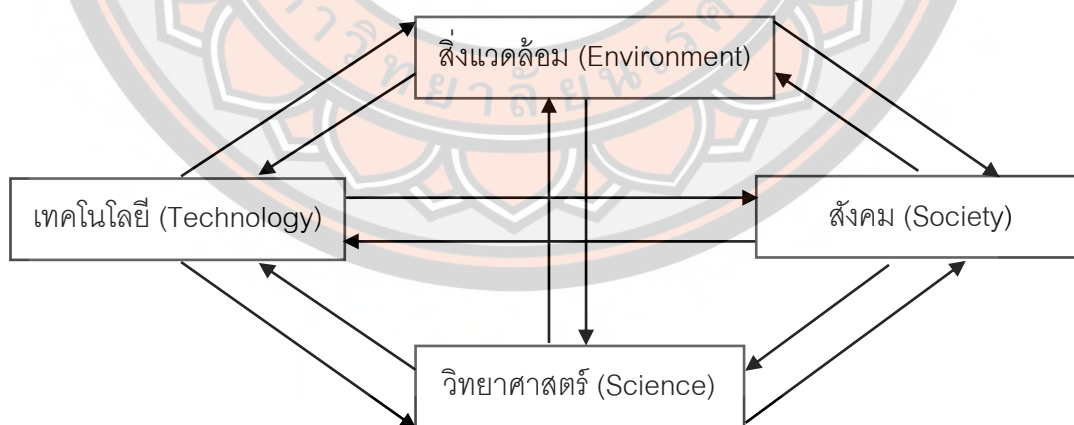 สิ่งแวดล้อม (Environment)
เทคโนโลยี (Technology)
สังคม (Society)
วิทยาศาสตร์ (Science)